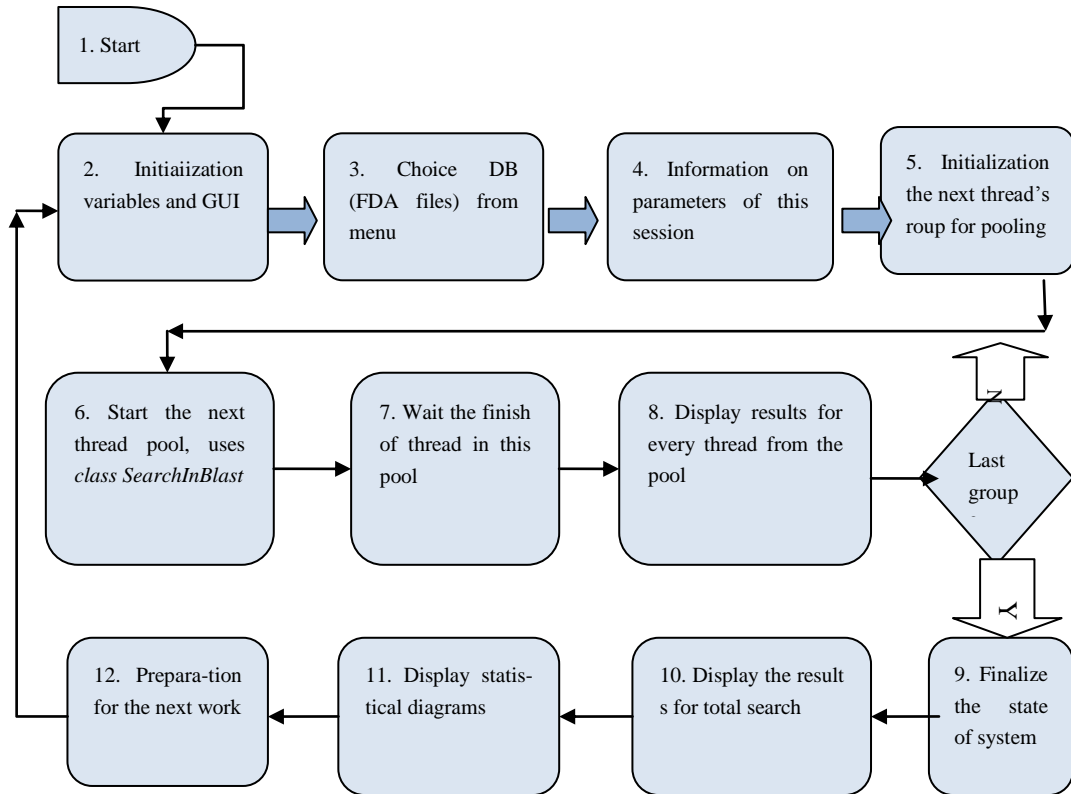 1. Start
2. Initiaiization
variables and GUI
3. Choice DB
(FDA files) from
menu
4. Information on
parameters of this
session
5. Initialization
the next thread’s
roup for pooling
6. Start the next
thread pool, uses
class SearchInBlast
7. Wait the finish
of thread in this
pool
8. Display results for
every thread from the
pool
N
Last
group
Y
9. Finalize
the state
of system
10. Display the result
s for total search
11. Display statis-
tical diagrams
12. Prepara-tion
for the next work